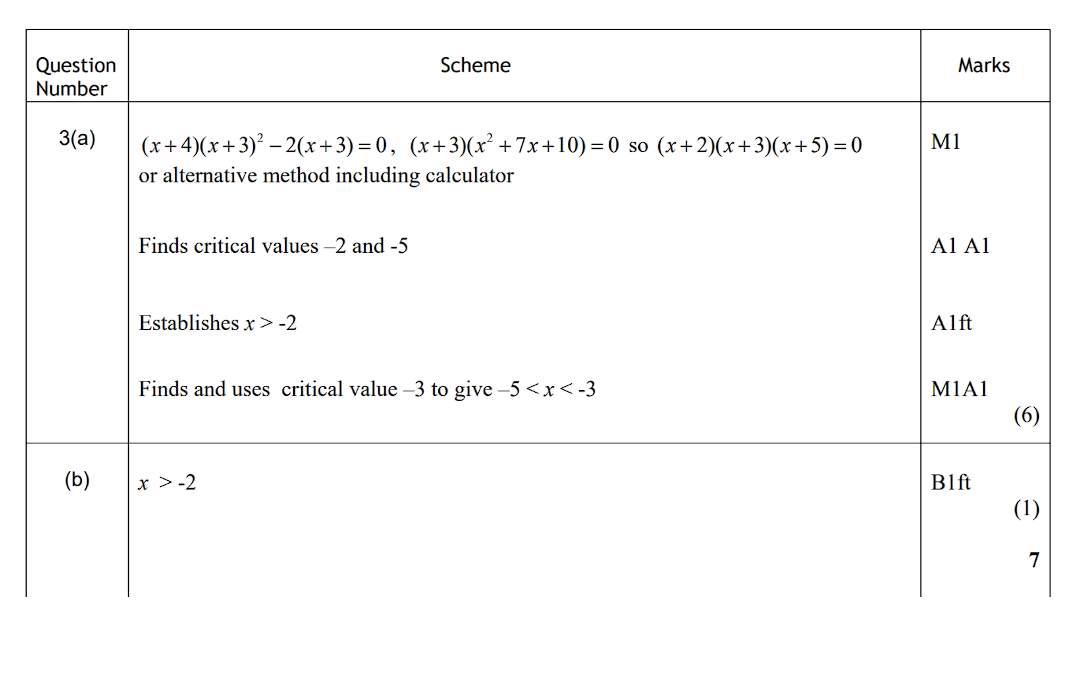 Question Number Scheme Marks
3(a) (x+4)(x+3)² – 2(x+3) = 0, (x+3)(x² + 7x + 10) = 0 so (x+2)(x+3)(x+5) = 0 M1
or alternative method including calculator
Finds critical values –2 and -5 A1 A1
Establishes x > -2 A1ft
Finds and uses critical value –3 to give –5 < x < -3 M1A1
(6)
(b) x > -2 B1ft
(1)
7